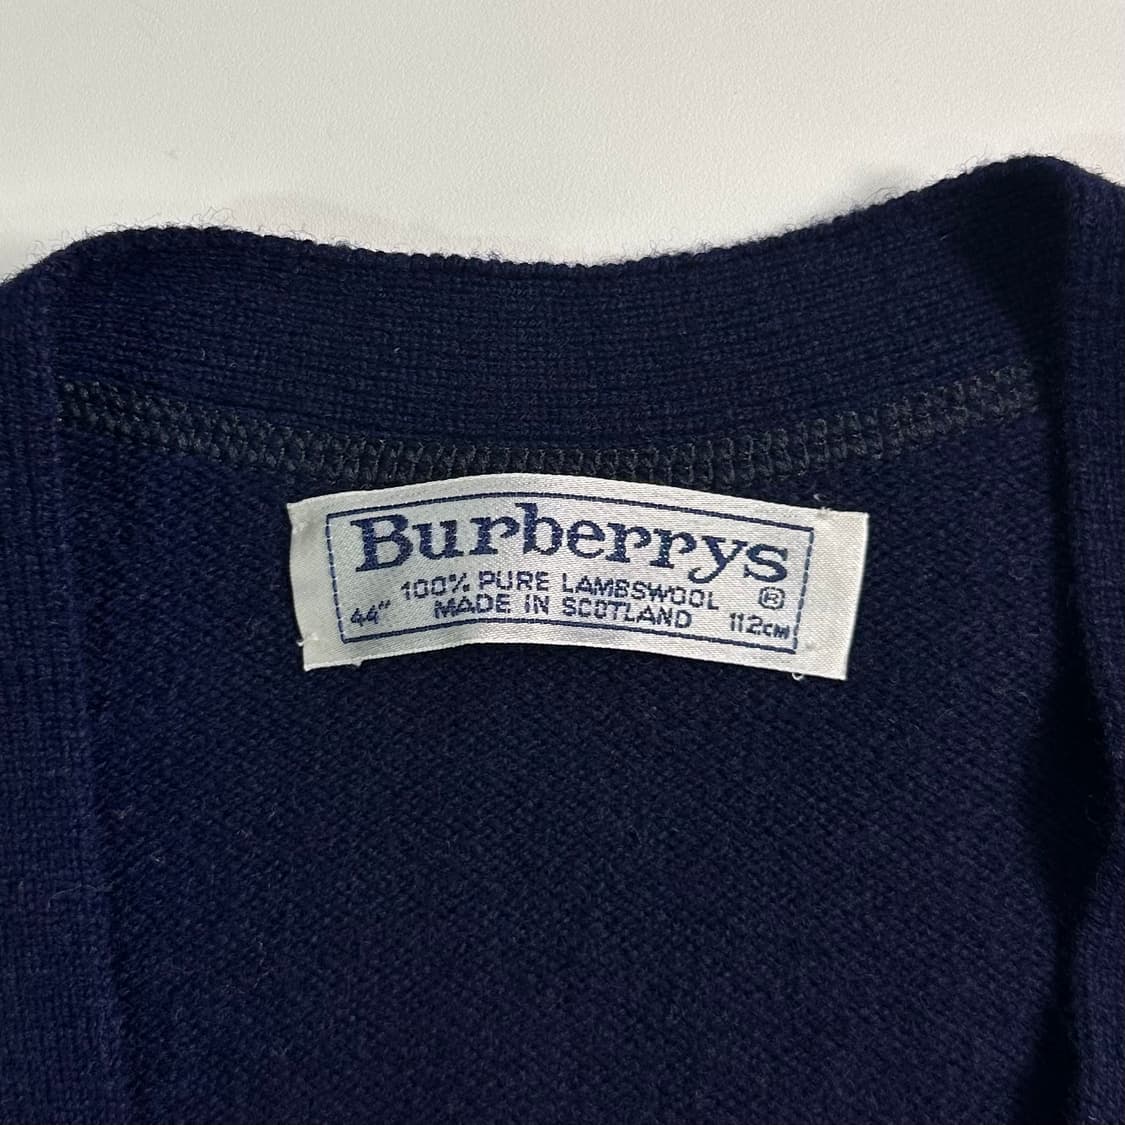 Burberrys
100% PURE LAMBSWOOL ®
44" MADE IN SCOTLAND 112CM